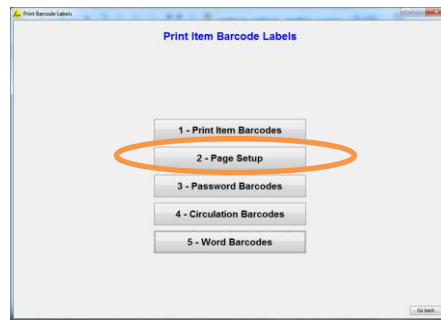 Print Barcode Labels
Print Item Barcode Labels
1 - Print Item Barcodes
2 - Page Setup
3 - Password Barcodes
4 - Circulation Barcodes
5 - Word Barcodes
Go back